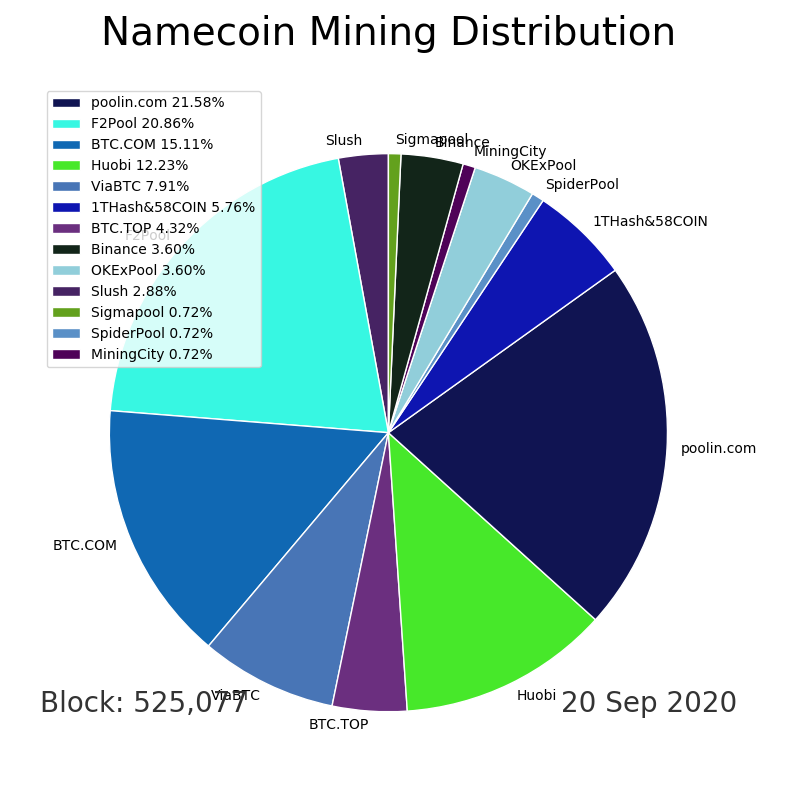 Namecoin Mining Distribution
poolin.com 21.58%
F2Pool 20.86%
BTC.COM 15.11%
Huobi 12.23%
ViaBTC 7.91%
1THash&58COIN 5.76%
BTC.TOP 4.32%
Binance 3.60%
OKExPool 3.60%
Slush 2.88%
Sigmapool 0.72%
SpiderPool 0.72%
MiningCity 0.72%
Slush
Sigmapool
Binance
MiningCity
OKExPool
SpiderPool
1THash&58COIN
F2Pool
poolin.com
BTC.COM
ViaBTC
Huobi
BTC.TOP
Block: 525,077
20 Sep 2020